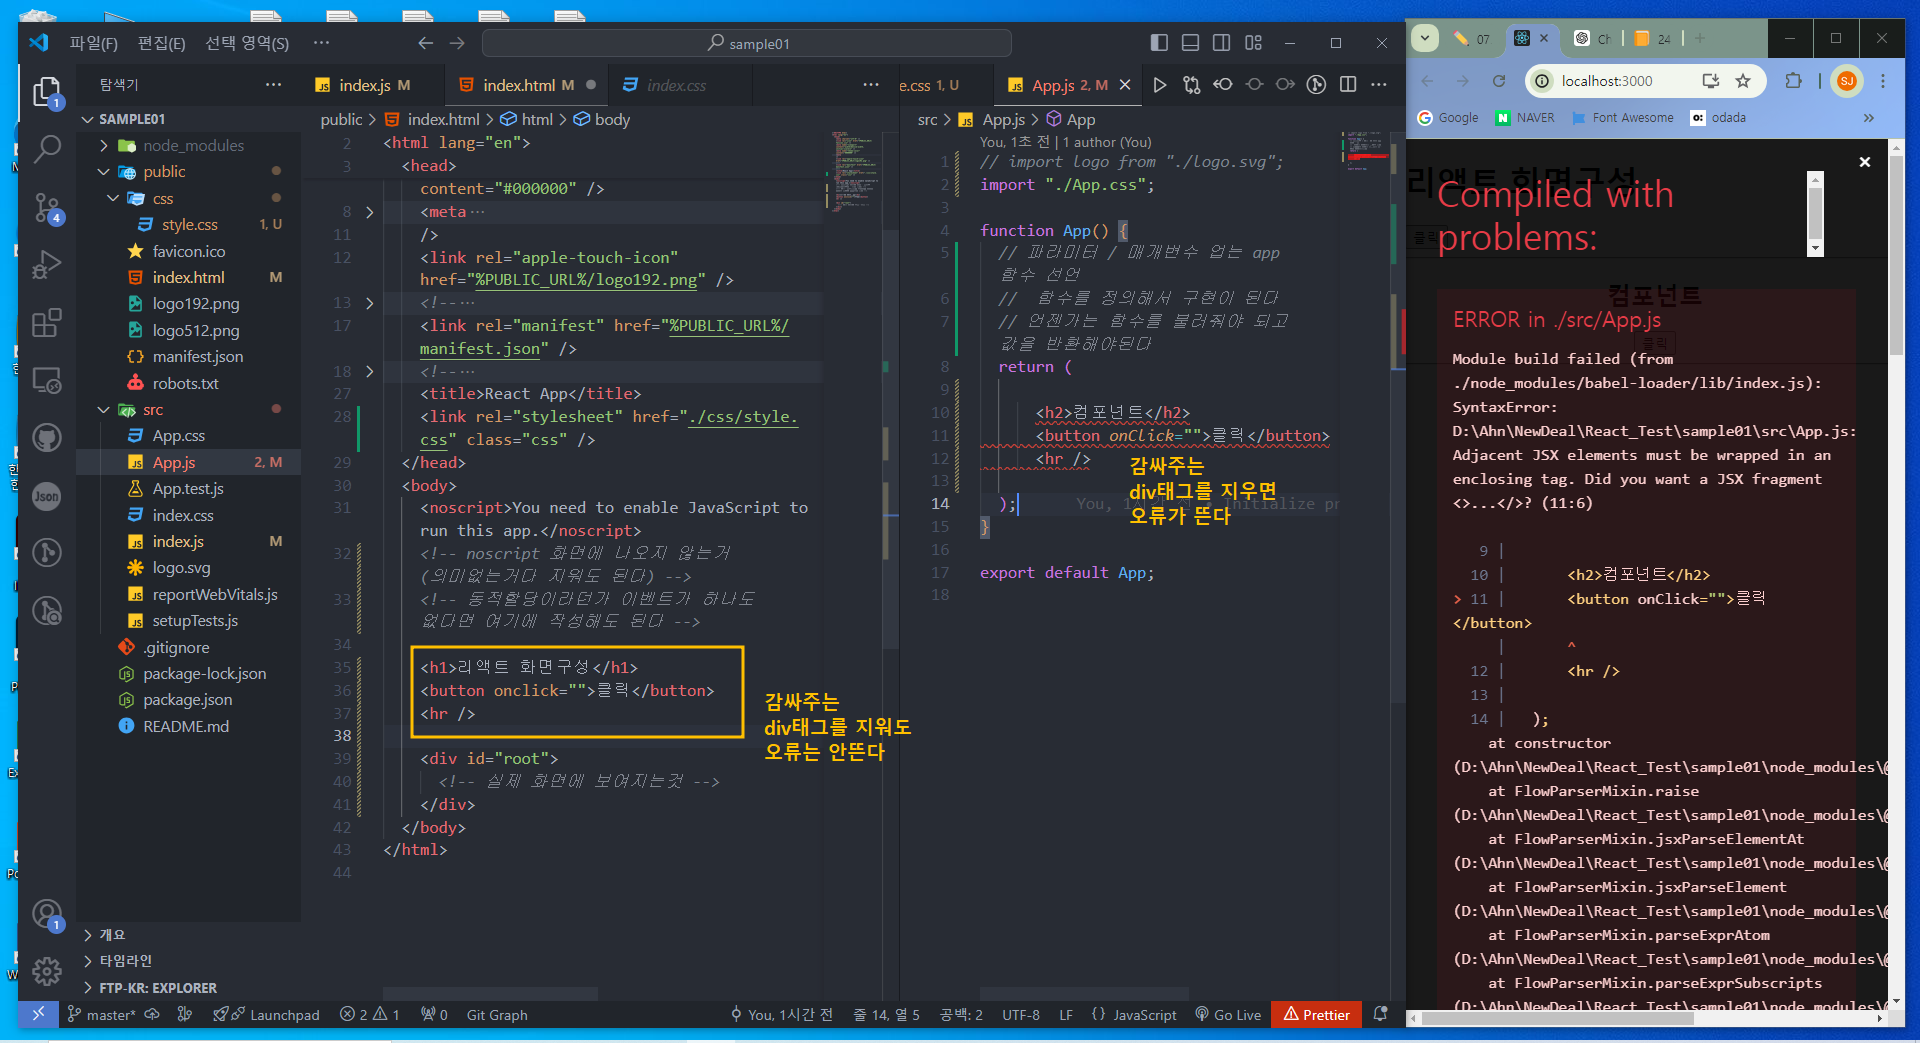 파일(F) 편집(E) 선택 영역(S) ··· sample01
탐색기 ···
SAMPLE01
node_modules
public
css
style.css 1, U
favicon.ico
index.html M
logo192.png
logo512.png
manifest.json
robots.txt
src
App.css
App.js 2, M
App.test.js
index.css
index.js M
logo.svg
reportWebVitals.js
setupTests.js
.gitignore
package-lock.json
package.json
README.md
개요
타임라인
FTP-KR: EXPLORER
1
4
Json
1
index.js M index.html M index.css ···
public > index.html > html > body
2 <html lang="en">
3 <head>
content="#000000" />
8 <meta ···
11 />
12 <link rel="apple-touch-icon"
href="%PUBLIC_URL%/logo192.png" />
13 <!-- ···
17 <link rel="manifest" href="%PUBLIC_URL%/
manifest.json" />
18 <!-- ···
27 <title>React App</title>
28 <link rel="stylesheet" href="./css/style.
css" class="css" />
29 </head>
30 <body>
31 <noscript>You need to enable JavaScript to
run this app.</noscript>
32 <!-- noscript 화면에 나오지 않는거
(의미없는거다 지워도 된다) -->
33 <!-- 동적할당이라던가 이벤트가 하나도
없다면 여기에 작성해도 된다 -->
34
35 <h1>리액트 화면구성</h1>
36 <button onclick="">클릭</button>
37 <hr />
38
39 <div id="root">
40 <!-- 실제 화면에 보여지는것 -->
41 </div>
42 </body>
43 </html>
44
감싸주는
div태그를 지워도
오류는 안뜬다
e.css 1, U App.js 2, M ···
src > App.js > App
You, 1초 전 | 1 author (You)
1 // import logo from "./logo.svg";
2 import "./App.css";
3
4 function App() {
5 // 파라미터 / 매개변수 없는 app
함수 선언
6 // 함수를 정의해서 구현이 된다
7 // 언젠가는 함수를 불러줘야 되고
값을 반환해야된다
8 return (
9
10 <h2>컴포넌트</h2>
11 <button onClick="">클릭</button>
12 <hr />
13
14 ); You, 1시간 전 Initialize pr
15 }
16
17 export default App;
18
감싸주는
div태그를 지우면
오류가 뜬다
master* Launchpad 2 1 0 Git Graph You, 1시간 전 줄 14, 열 5 공백: 2 UTF-8 LF {} JavaScript Go Live Prettier
07 Ch 24
localhost:3000 SJ
Google NAVER Font Awesome odada
리액트 화면구성
클릭
컴포넌트
클릭
Compiled with
problems:
ERROR in ./src/App.js
Module build failed (from
./node_modules/babel-loader/lib/index.js):
SyntaxError:
D:\Ahn\NewDeal\React_Test\sample01\src\App.js:
Adjacent JSX elements must be wrapped in an
enclosing tag. Did you want a JSX fragment
<>...</>? (11:6)
9 |
10 | <h2>컴포넌트</h2>
> 11 | <button onClick="">클릭
</button>
| ^
12 | <hr />
13 |
14 | );
at constructor
(D:\Ahn\NewDeal\React_Test\sample01\node_modules\@
at FlowParserMixin.raise
(D:\Ahn\NewDeal\React_Test\sample01\node_modules\@
at FlowParserMixin.jsxParseElementAt
(D:\Ahn\NewDeal\React_Test\sample01\node_modules\@
at FlowParserMixin.jsxParseElement
(D:\Ahn\NewDeal\React_Test\sample01\node_modules\@
at FlowParserMixin.parseExprAtom
(D:\Ahn\NewDeal\React_Test\sample01\node_modules\@
at FlowParserMixin.parseExprSubscripts
(D:\Ahn\NewDeal\React_Test\sample01\node_modules\@